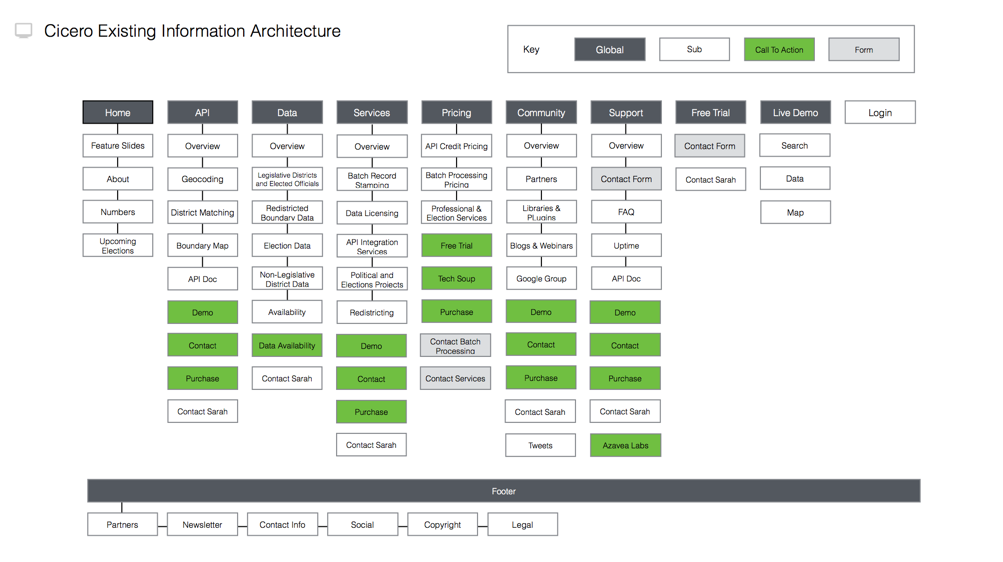 Cicero Existing Information Architecture
Key
Global
Sub
Call To Action
Form
Home
Feature Slides
About
Numbers
Upcoming
Elections
API
Overview
Geocoding
District Matching
Boundary Map
API Doc
Demo
Contact
Purchase
Contact Sarah
Data
Overview
Legislative Districts
and Elected Officials
Redistricted
Boundary Data
Election Data
Non-Legislative
District Data
Availability
Data Availability
Contact Sarah
Services
Overview
Batch Record
Stamping
Data Licensing
API Integration
Services
Political and
Elections Projects
Redistricting
Demo
Contact
Purchase
Contact Sarah
Pricing
API Credit Pricing
Batch Processing
Pricing
Professional &
Election Services
Free Trial
Tech Soup
Purchase
Contact Batch
Processing
Contact Services
Community
Overview
Partners
Libraries &
PLugins
Blogs & Webinars
Google Group
Demo
Contact
Purchase
Contact Sarah
Tweets
Support
Overview
Contact Form
FAQ
Uptime
API Doc
Demo
Contact
Purchase
Contact Sarah
Azavea Labs
Free Trial
Contact Form
Contact Sarah
Live Demo
Search
Data
Map
Login
Footer
Partners
Newsletter
Contact Info
Social
Copyright
Legal